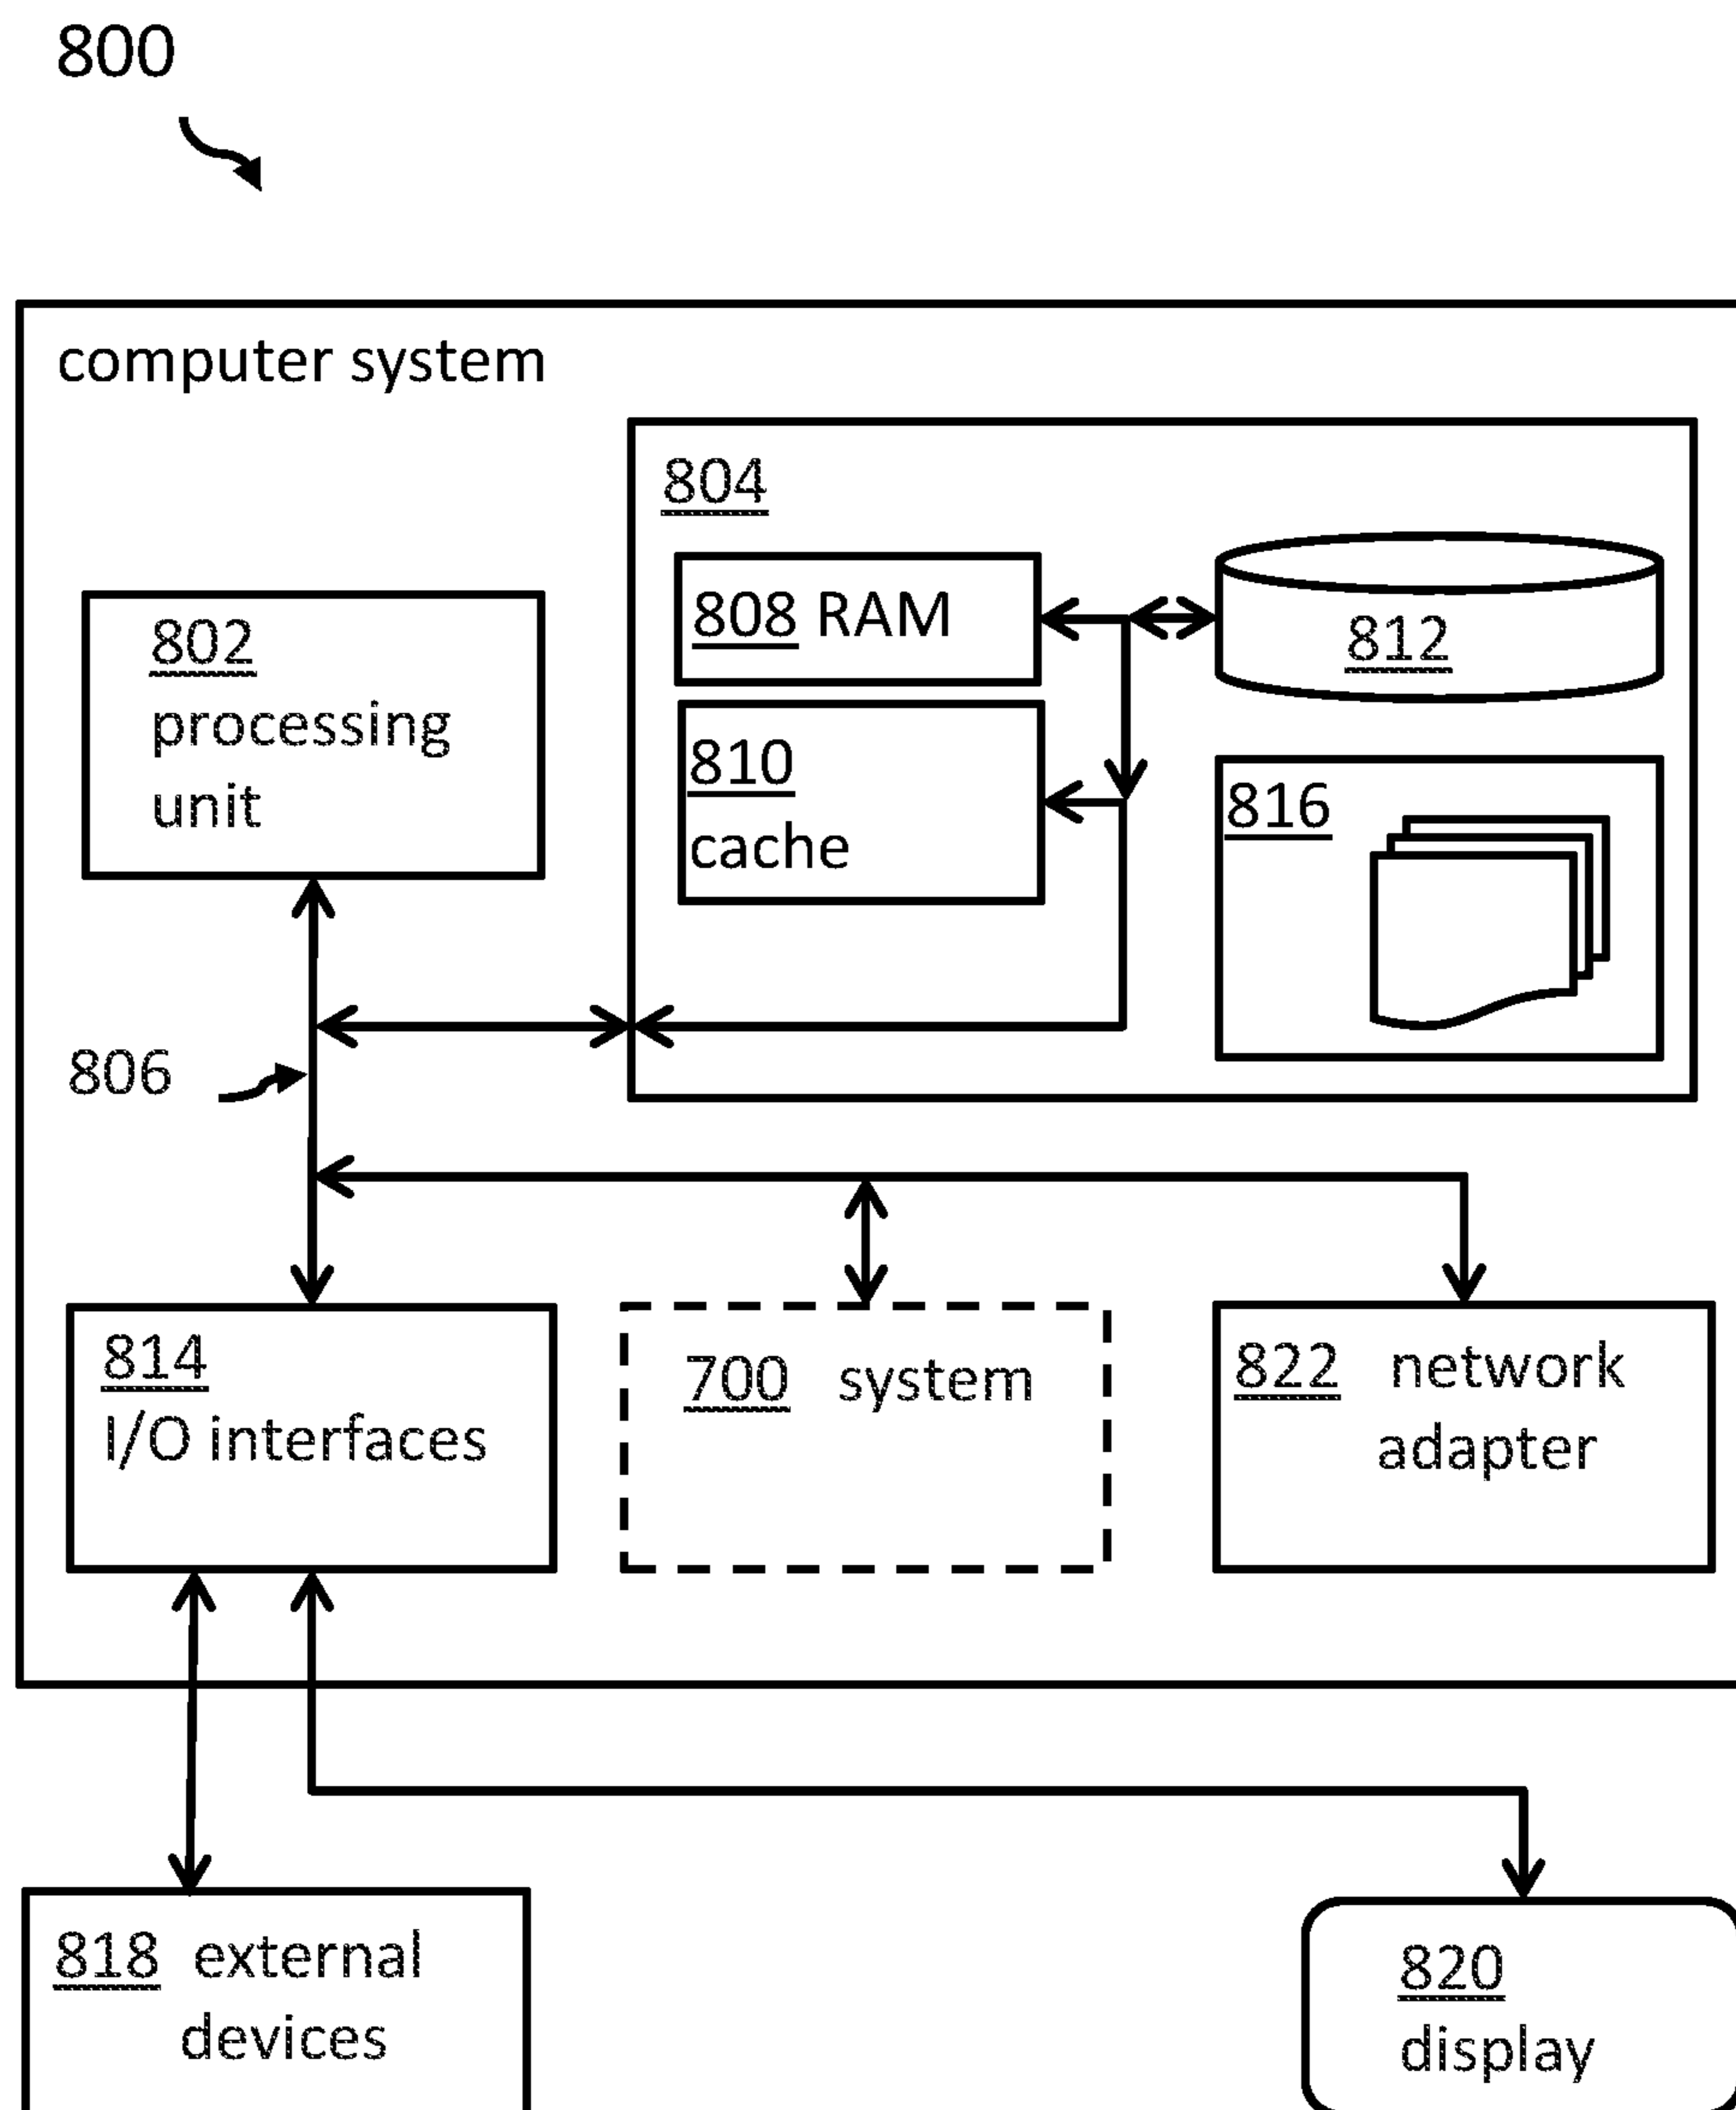 800
computer system
804
808 RAM
812
802
processing
unit
810
cache
816
806
814
I/O interfaces
700 system
822 network
adapter
818 external
devices
820
display